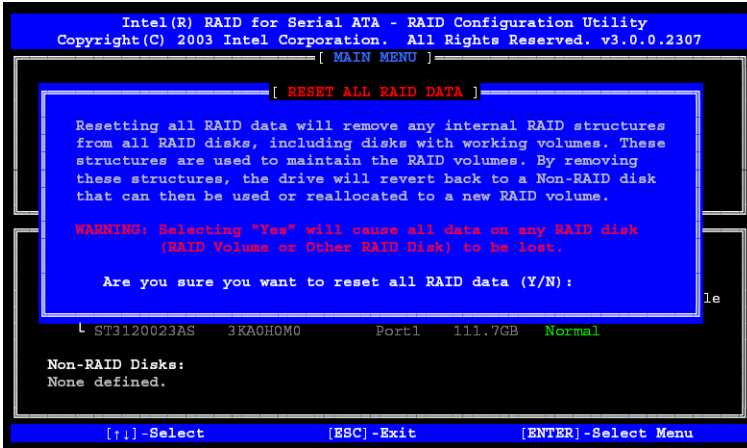 Intel(R) RAID for Serial ATA - RAID Configuration Utility
Copyright(C) 2003 Intel Corporation. All Rights Reserved. v3.0.0.2307
[ MAIN MENU ]
[ RESET ALL RAID DATA ]
Resetting all RAID data will remove any internal RAID structures
from all RAID disks, including disks with working volumes. These
structures are used to maintain the RAID volumes. By removing
these structures, the drive will revert back to a Non-RAID disk
that can then be used or reallocated to a new RAID volume.
WARNING: Selecting "Yes" will cause all data on any RAID disk
(RAID Volume or Other RAID Disk) to be lost.
Are you sure you want to reset all RAID data (Y/N):
le
└ ST3120023AS 3KA0H0M0 Port1 111.7GB Normal
Non-RAID Disks:
None defined.
[↑↓]-Select [ESC]-Exit [ENTER]-Select Menu